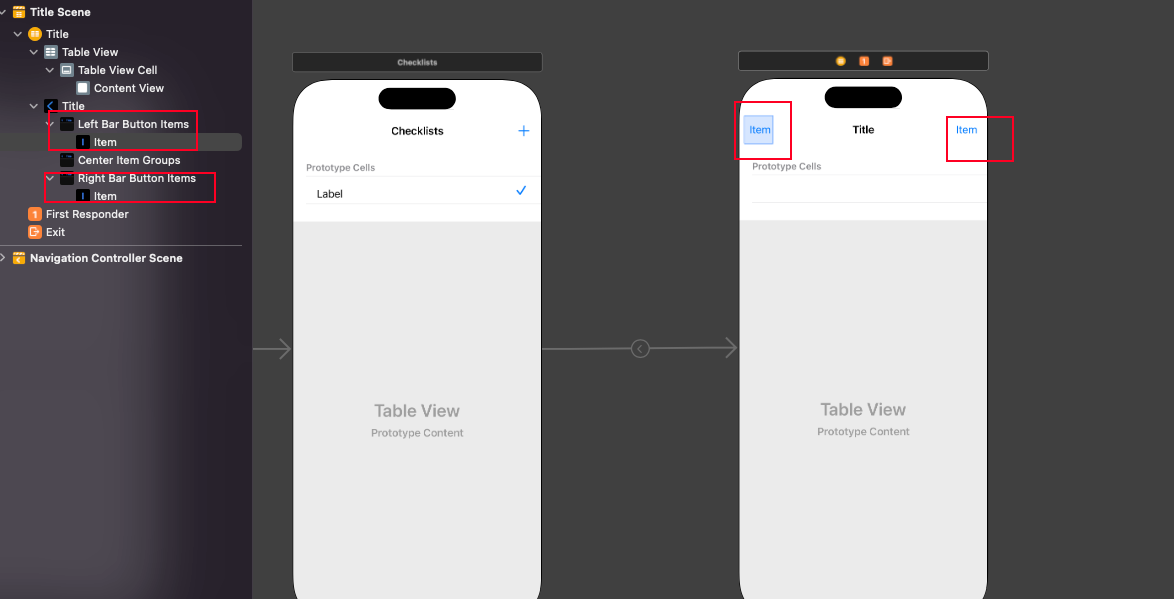 Title Scene
Title
Table View
Table View Cell
Content View
Title
Left Bar Button Items
Item
Center Item Groups
Right Bar Button Items
Item
1 First Responder
Exit
Navigation Controller Scene
Checklists
Checklists +
Prototype Cells
Label
Table View
Prototype Content
1
Item Title Item
Prototype Cells
Table View
Prototype Content